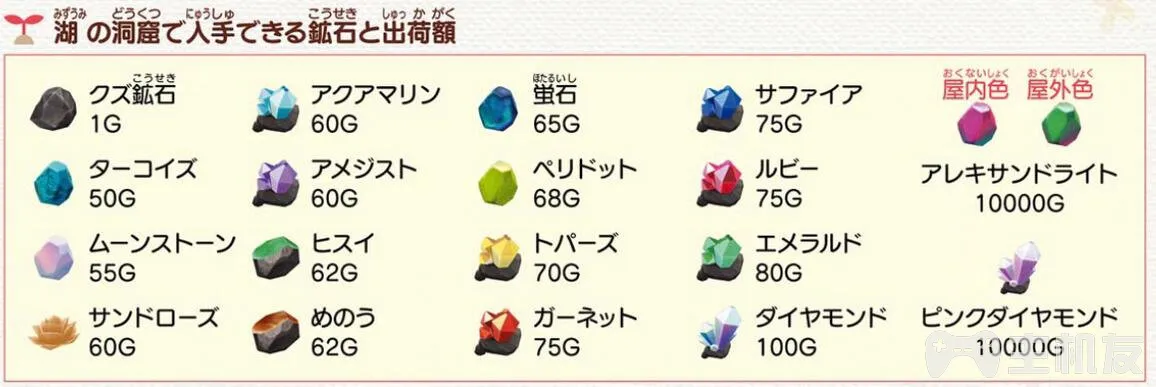 みずうみ どうくつ にゅうしゅ こうせき しゅっ か がく
湖の洞窟で入手できる鉱石と出荷額
こうせき
クズ鉱石
1G
ターコイズ
50G
ムーンストーン
55G
サンドローズ
60G
アクアマリン
60G
アメジスト
60G
ヒスイ
62G
めのう
62G
ほたるいし
蛍石
65G
ペリドット
68G
トパーズ
70G
ガーネット
75G
サファイア
75G
ルビー
75G
エメラルド
80G
ダイヤモンド
100G
おくないしょく おくがいしょく
屋内色 屋外色
アレキサンドライト
10000G
ピンクダイヤモンド
10000G
主机友